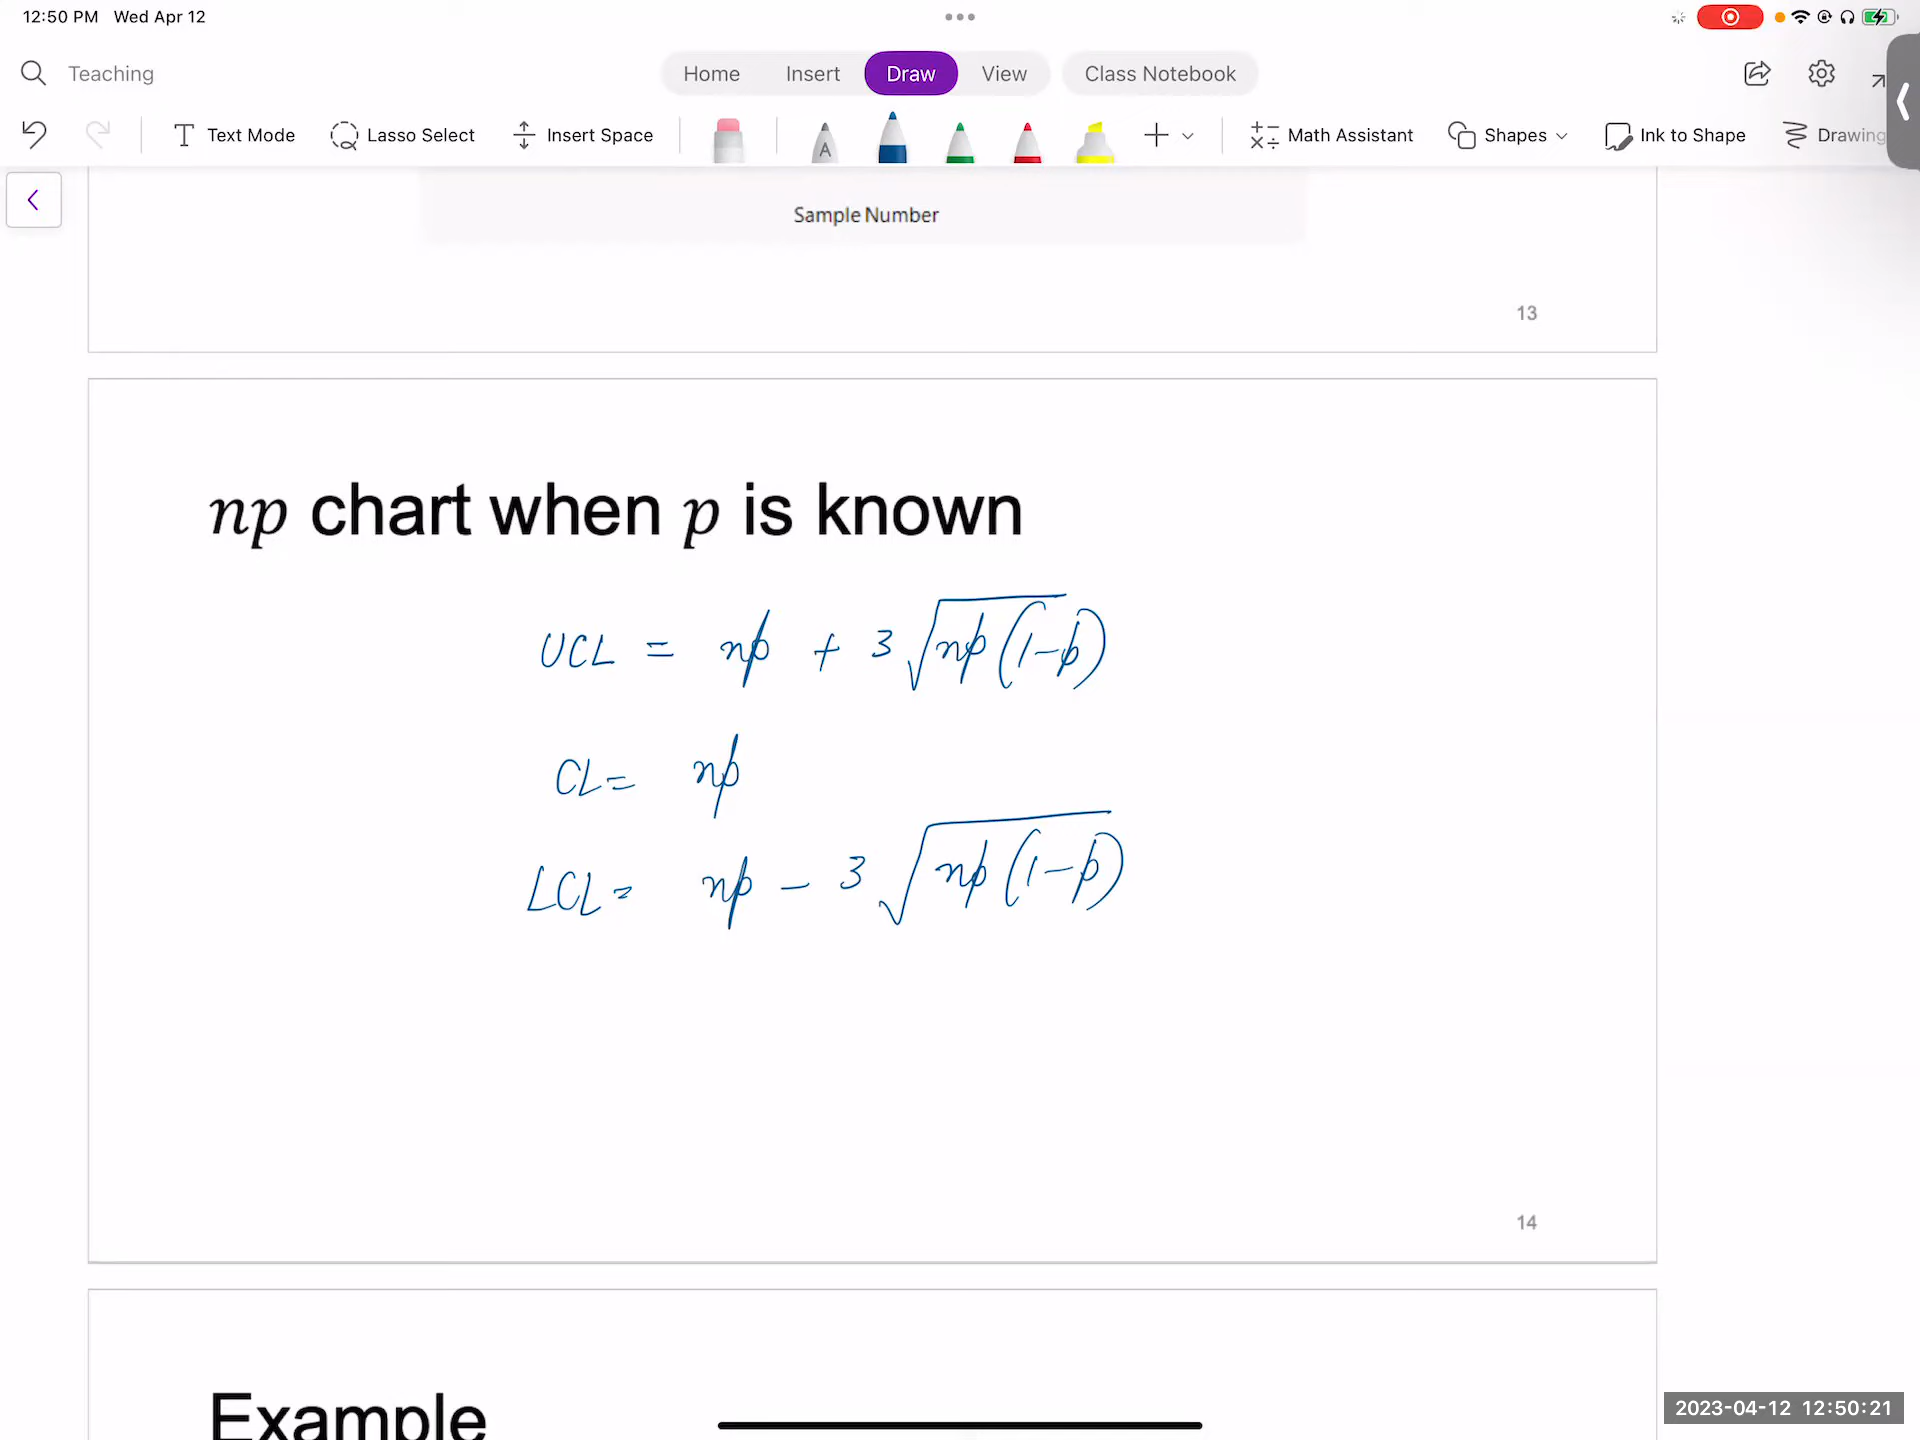 12:50 PM Wed Apr 12
Teaching
Home Insert Draw View Class Notebook
Text Mode Lasso Select Insert Space A Math Assistant Shapes Ink to Shape Drawing
Sample Number
13
np chart when p is known
UCL = np + 3 √np(1-p)
CL = np
LCL = np - 3 √np(1-p)
14
Example
2023-04-12 12:50:21